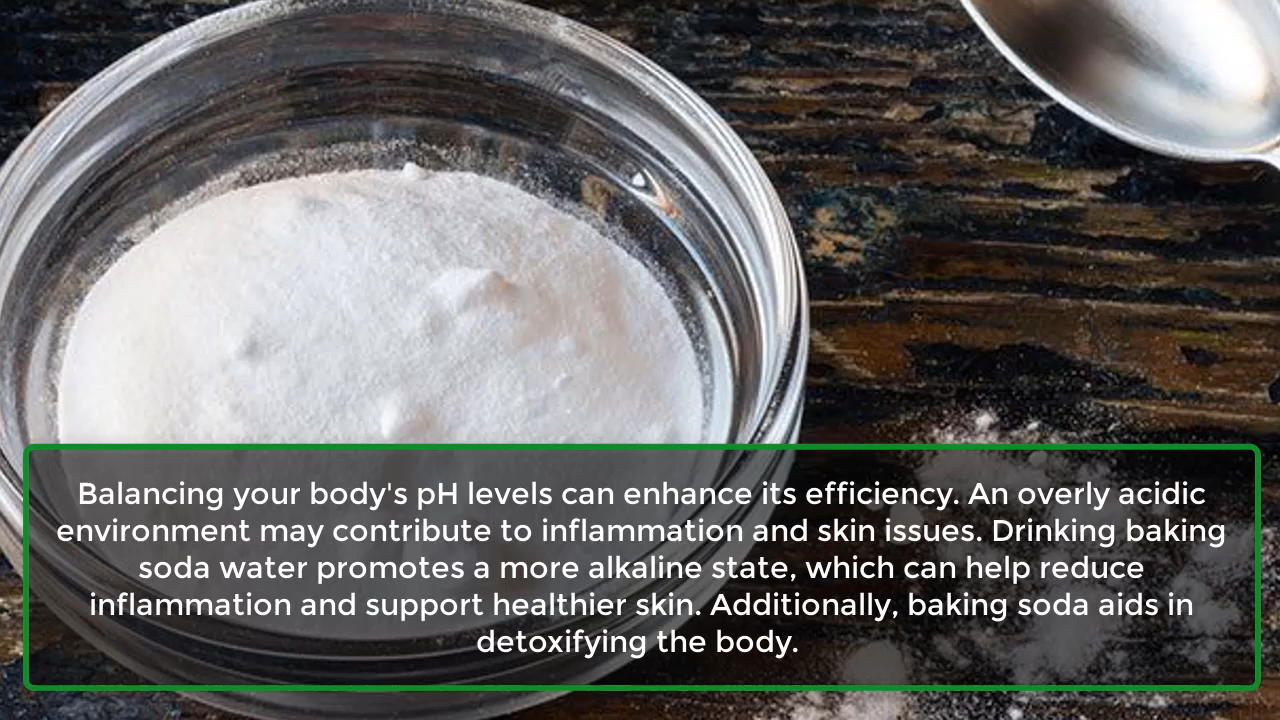 Balancing your body's pH levels can enhance its efficiency. An overly acidic
environment may contribute to inflammation and skin issues. Drinking baking
soda water promotes a more alkaline state, which can help reduce
inflammation and support healthier skin. Additionally, baking soda aids in
detoxifying the body.